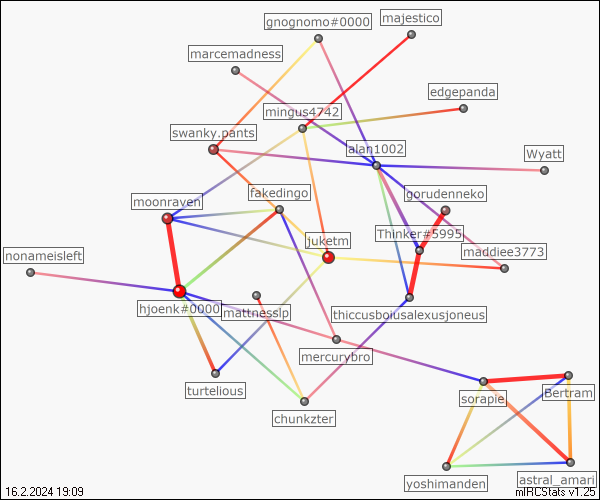 gnognomo#0000
majestico
marcemadness
edgepanda
mingus4742
swanky.pants
alan1002
Wyatt
moonraven
fakedingo
gorudenneko
juketm
Thinker#5995
maddiee3773
nonameisleft
hjoenk#0000
mattnesslp
thiccusboiusalexusjoneus
mercurybro
turtelious
sorapie
Bertram
chunkzter
yoshimanden
astral_amari
16.2.2024 19:09
mIRCStats v1.25